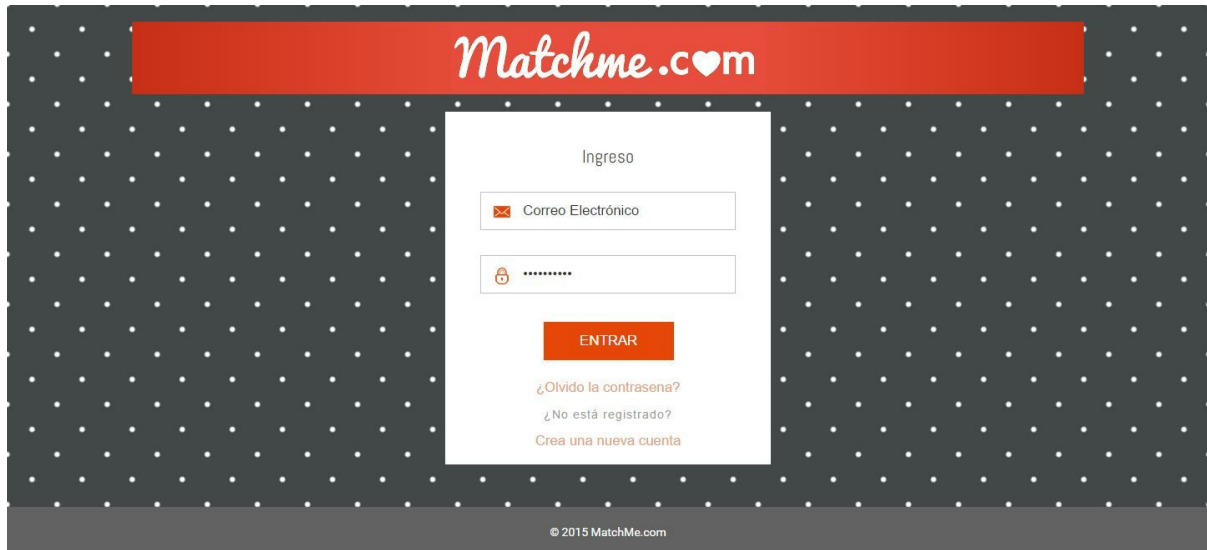 Matchme.com
Ingreso
Correo Electrónico
••••••••••
ENTRAR
¿Olvido la contrasena?
¿No está registrado?
Crea una nueva cuenta
© 2015 MatchMe.com